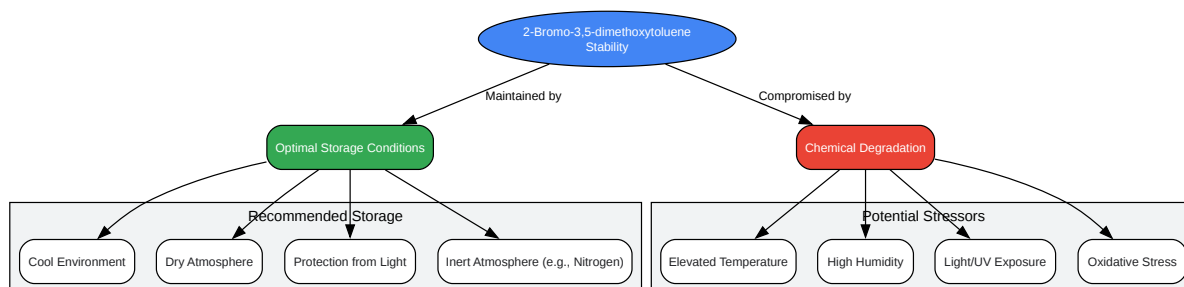 2-Bromo-3,5-dimethoxytoluene
Stability
Maintained by
Compromised by
Optimal Storage Conditions
Chemical Degradation
Recommended Storage
Potential Stressors
Cool Environment
Dry Atmosphere
Protection from Light
Inert Atmosphere (e.g., Nitrogen)
Elevated Temperature
High Humidity
Light/UV Exposure
Oxidative Stress